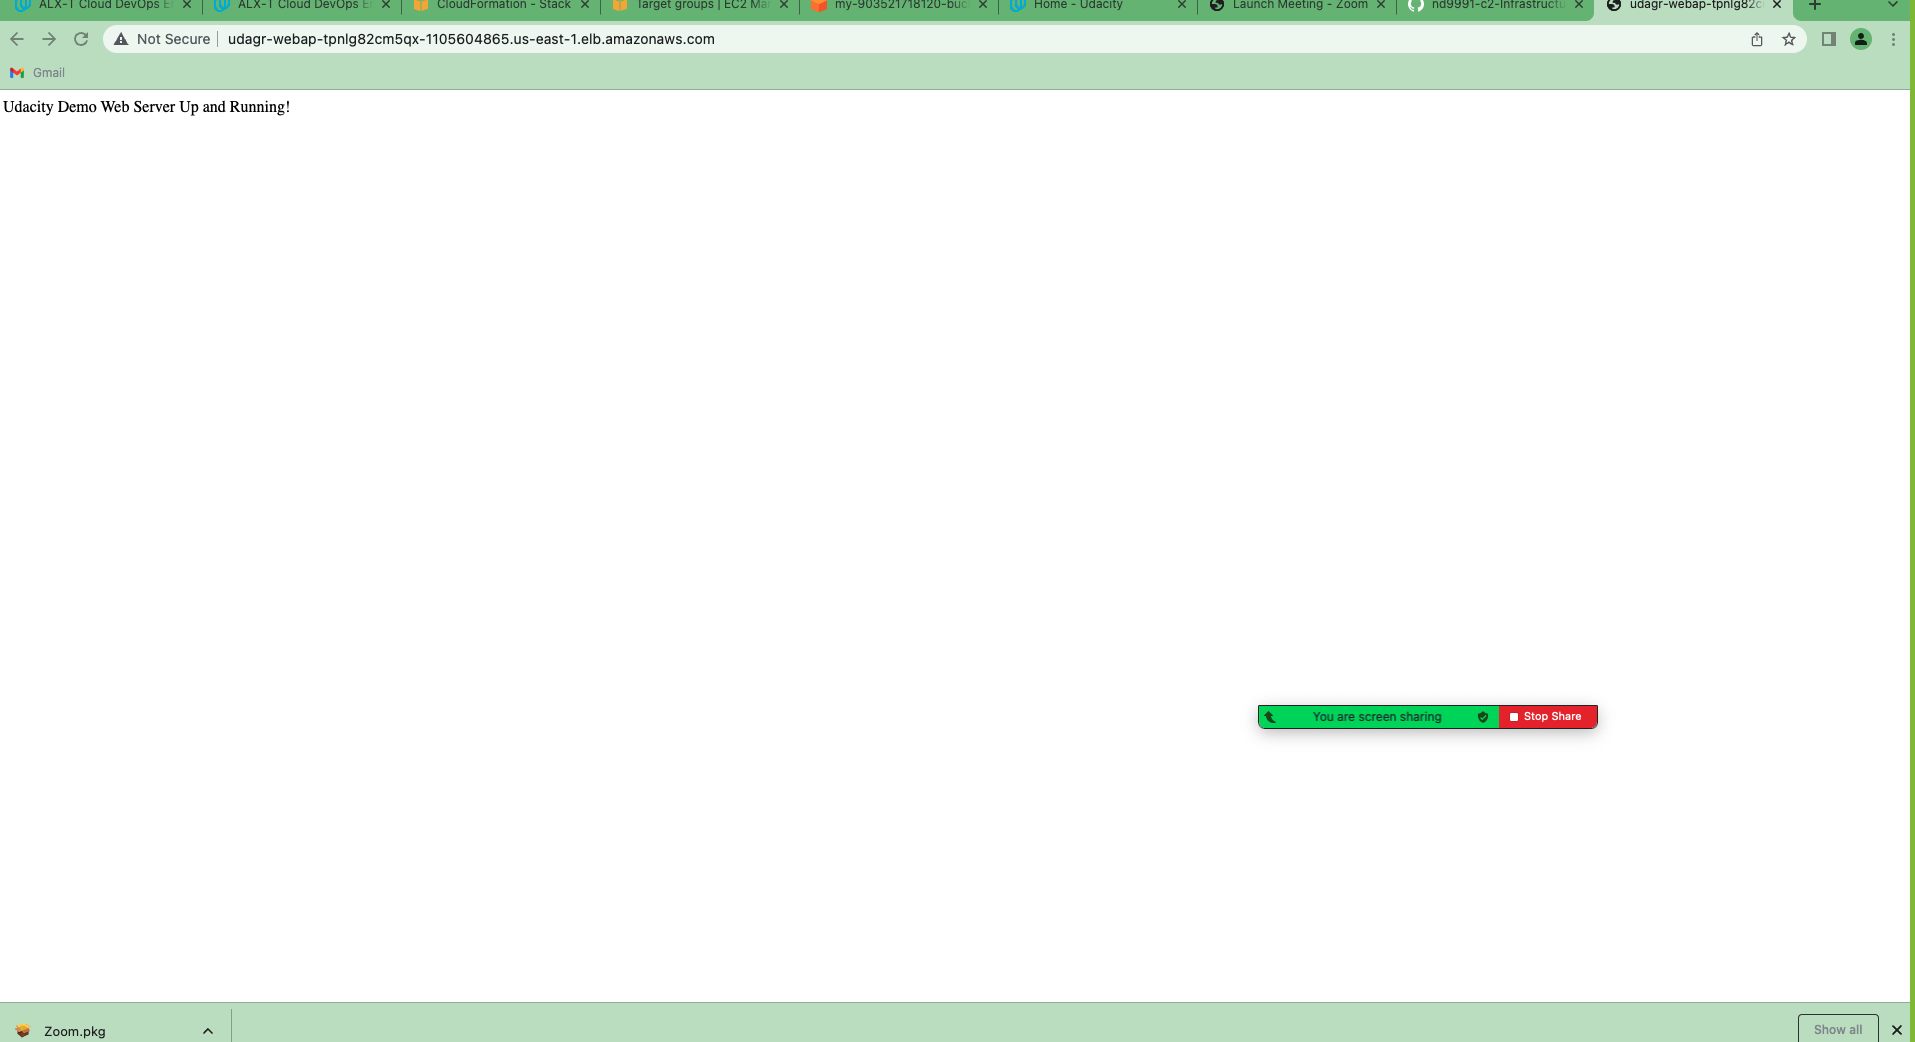 ALX-T Cloud DevOps E
ALX-T Cloud DevOps E
CloudFormation - Stack
Target groups | EC2 Ma
my-903521718120-buc
Home - Udacity
Launch Meeting - Zoom
nd9991-c2-Infrastructu
udagr-webap-tpnlg82c
Not Secure
udagr-webap-tpnlg82cm5qx-1105604865.us-east-1.elb.amazonaws.com
Gmail
Udacity Demo Web Server Up and Running!
You are screen sharing
Stop Share
Zoom.pkg
Show all